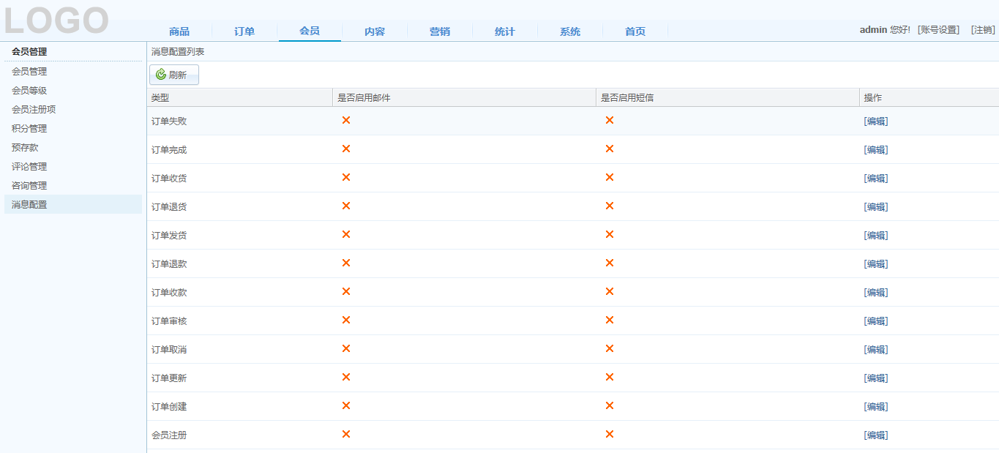 LOGO
商品 订单 会员 内容 营销 统计 系统 首页
admin 您好! [账号设置] [注销]
会员管理
会员管理
会员等级
会员注册项
积分管理
预存款
评论管理
咨询管理
消息配置
消息配置列表
刷新
类型 是否启用邮件 是否启用短信 操作
订单失败 [编辑]
订单完成 [编辑]
订单收货 [编辑]
订单退货 [编辑]
订单发货 [编辑]
订单退款 [编辑]
订单收款 [编辑]
订单审核 [编辑]
订单取消 [编辑]
订单更新 [编辑]
订单创建 [编辑]
会员注册 [编辑]